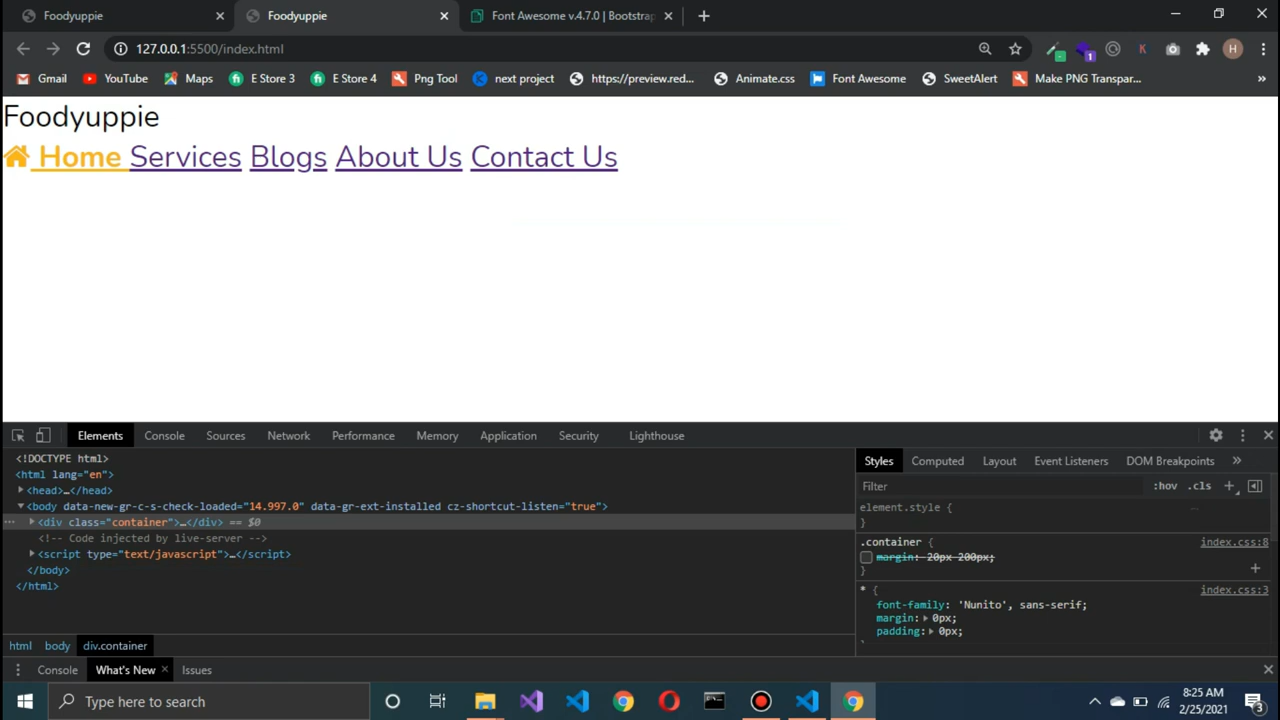 Foodyuppie
Foodyuppie
Font Awesome v.4.7.0 | Bootstrap
127.0.0.1:5500/index.html
1
H
Gmail YouTube Maps E Store 3 E Store 4 Png Tool next project https://preview.red... Animate.css Font Awesome SweetAlert Make PNG Transpar... »
Foodyuppie
Home Services Blogs About Us Contact Us
Elements Console Sources Network Performance Memory Application Security Lighthouse
<!DOCTYPE html>
<html lang="en">
<head>…</head>
<body data-new-gr-c-s-check-loaded="14.997.0" data-gr-ext-installed cz-shortcut-listen="true">
<div class="container">…</div> == $0
<!-- Code injected by live-server -->
<script type="text/javascript">…</script>
</body>
</html>
html body div.container
Styles Computed Layout Event Listeners DOM Breakpoints »
Filter :hov .cls +
element.style {
}
.container { index.css:8
margin: 20px 200px;
}
* { index.css:3
font-family: 'Nunito', sans-serif;
margin: 0px;
padding: 0px;
Console What's New × Issues
Type here to search
8:25 AM
2/25/2021
3